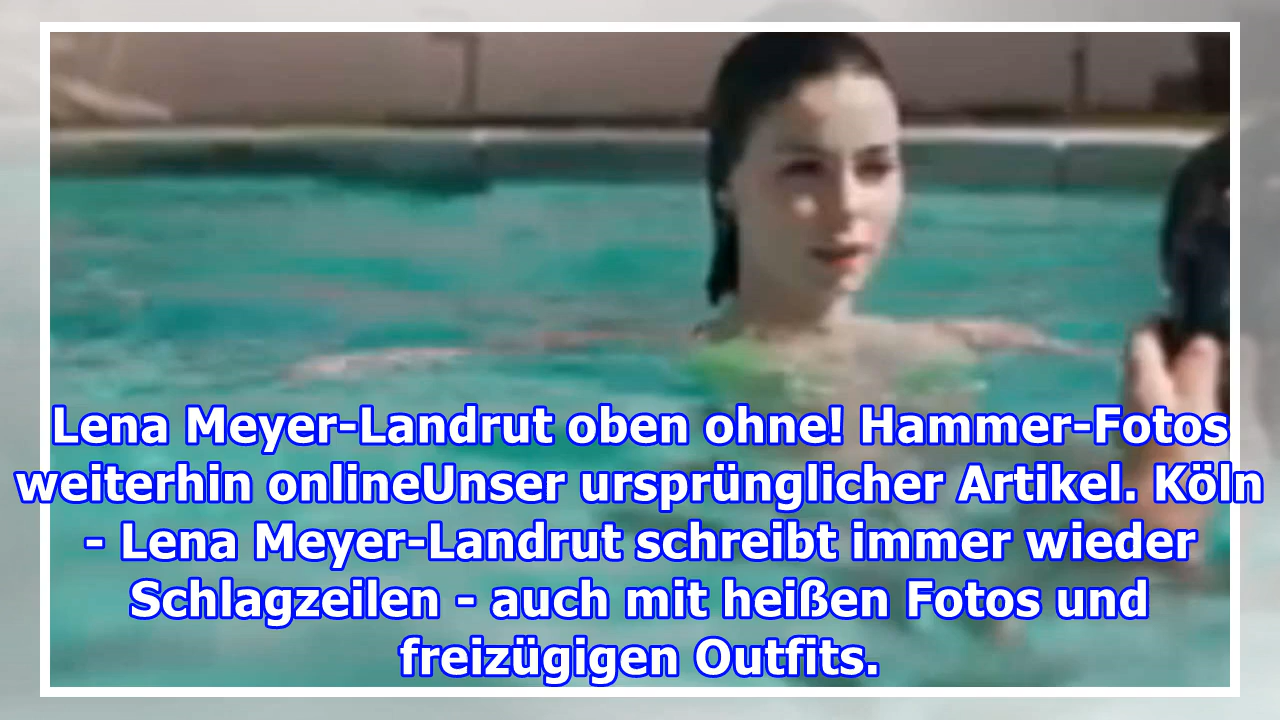 Lena Meyer-Landrut oben ohne! Hammer-Fotos
weiterhin onlineUnser ursprünglicher Artikel. Köln
- Lena Meyer-Landrut schreibt immer wieder
Schlagzeilen - auch mit heißen Fotos und
freizügigen Outfits.